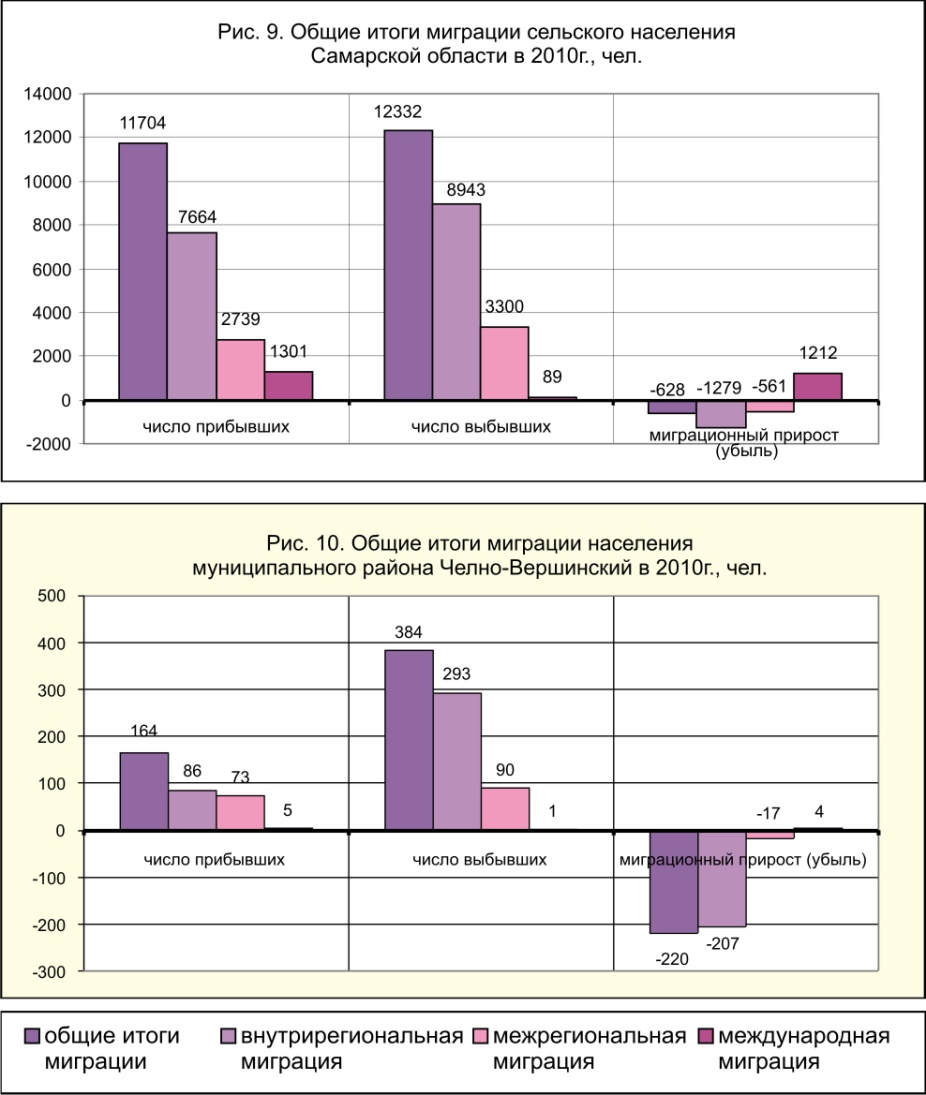 Рис. 9. Общие итоги миграции сельского населения
Самарской области в 2010г., чел.
14000
12000
10000
8000
6000
4000
2000
0
-2000
11704
7664
2739
1301
12332
8943
3300
89
-628
-1279
-561
1212
число прибывших
число выбывших
миграционный прирост
(убыль)
Рис. 10. Общие итоги миграции населения
муниципального района Челно-Вершинский в 2010г., чел.
500
400
300
200
100
0
-100
-200
-300
164
86
73
5
384
293
90
1
-220
-207
-17
4
число прибывших
число выбывших
миграционный прирост (убыль)
общие итоги
миграции
внутрирегиональная
миграция
межрегиональная
миграция
международная
миграция